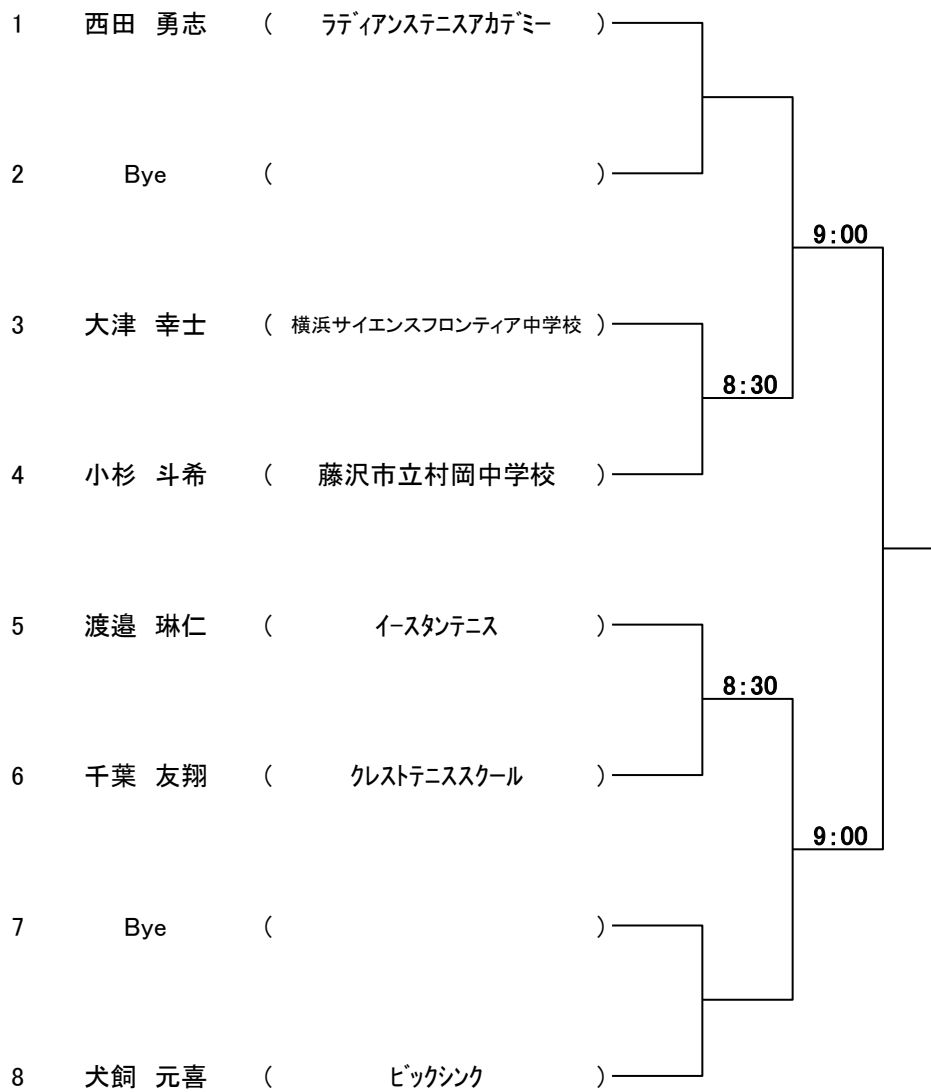 1 西田 勇志 ( ﾗﾃﾞｨｱﾝｽﾃﾆｽｱｶﾃﾞﾐｰ )
2 Bye ( )
9:00
3 大津 幸士 ( 横浜サイエンスフロンティア中学校 )
8:30
4 小杉 斗希 ( 藤沢市立村岡中学校 )
5 渡邉 琳仁 ( ｲｰｽﾀﾝﾃﾆｽ )
8:30
6 千葉 友翔 ( ｸﾚｽﾄﾃﾆｽｽｸｰﾙ )
9:00
7 Bye ( )
8 犬飼 元喜 ( ﾋﾞｯｸｼﾝｸ )